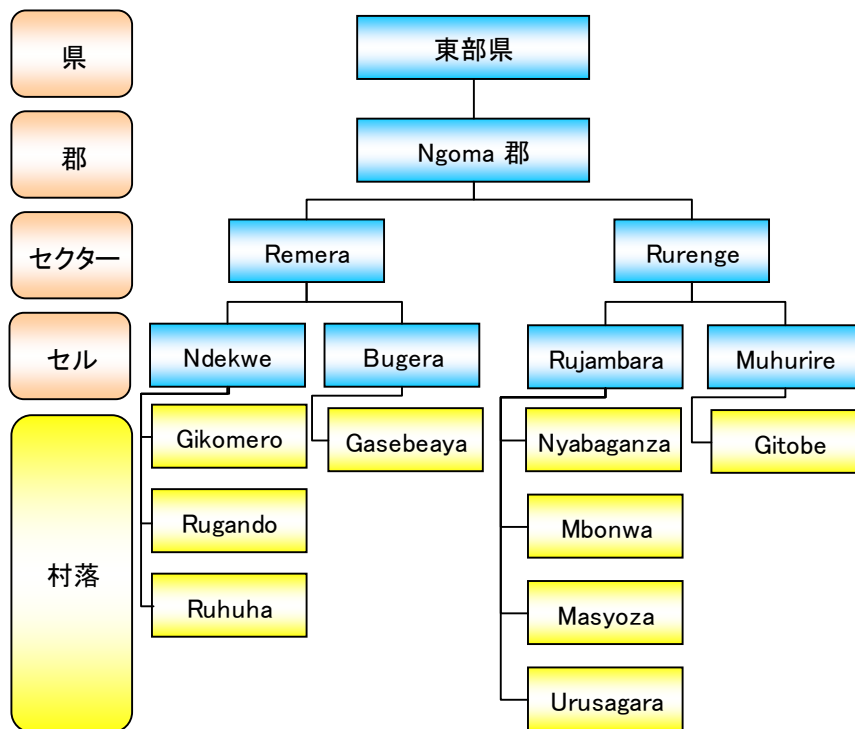 県
東部県
郡
Ngoma 郡
セクター
Remera
Rurenge
セル
Ndekwe
Bugera
Rujambara
Muhurire
村落
Gikomero
Gasebeaya
Nyabaganza
Gitobe
Rugando
Mbonwa
Ruhuha
Masyoza
Urusagara